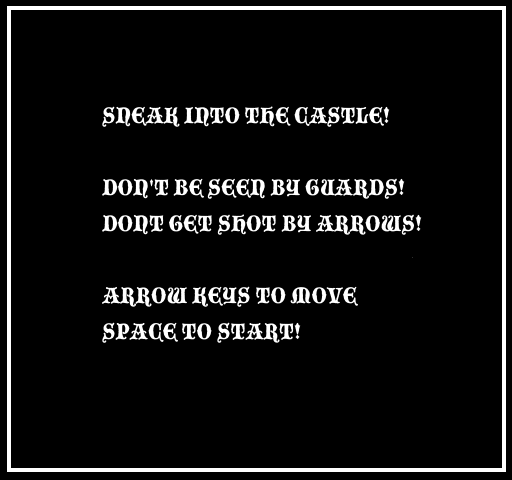 SNEAK INTO THE CASTLE!
DON'T BE SEEN BY GUARDS!
DONT GET SHOT BY ARROWS!
ARROW KEYS TO MOVE
SPACE TO START!